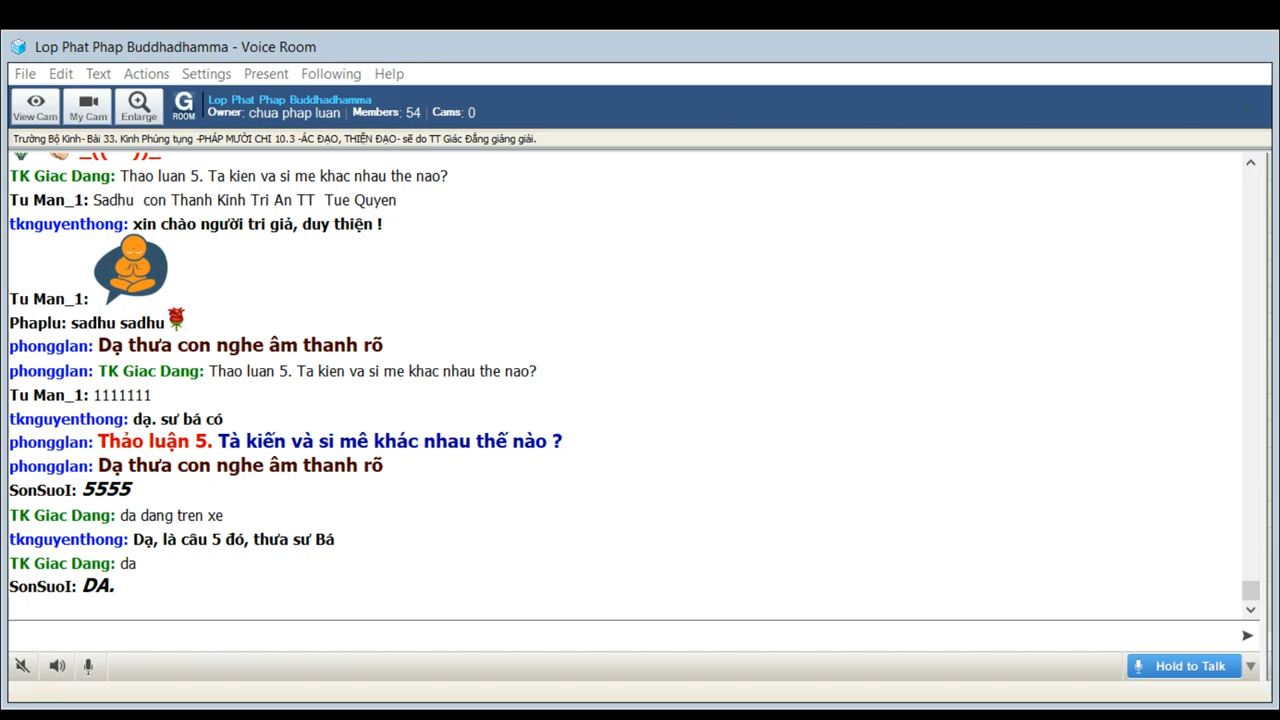 Lop Phat Phap Buddhadhamma - Voice Room
File Edit Text Actions Settings Present Following Help
View Cam My Cam Enlarge G ROOM Lop Phat Phap Buddhadhamma
Owner: chua phap luan | Members: 54 | Cams: 0
Trường Bộ Kinh- Bài 33. Kinh Phúng tụng -PHÁP MƯỜI CHI 10.3 -ÁC ĐẠO, THIỆN ĐẠO- sẽ do TT Giác Đẳng giảng giải.
TK Giac Dang: Thao luan 5. Ta kien va si me khac nhau the nao?
Tu Man_1: Sadhu con Thanh Kinh Tri An TT Tue Quyen
tknguyenthong: xin chào người tri giả, duy thiện !
Tu Man_1:
Phaplu: sadhu sadhu
phongglan: Dạ thưa con nghe âm thanh rõ
phongglan: TK Giac Dang: Thao luan 5. Ta kien va si me khac nhau the nao?
Tu Man_1: 1111111
tknguyenthong: dạ. sư bá có
phongglan: Thảo luận 5. Tà kiến và si mê khác nhau thế nào ?
phongglan: Dạ thưa con nghe âm thanh rõ
SonSuoI: 5555
TK Giac Dang: da dang tren xe
tknguyenthong: Dạ, là câu 5 đó, thưa sư Bá
TK Giac Dang: da
SonSuoI: DA.
Hold to Talk